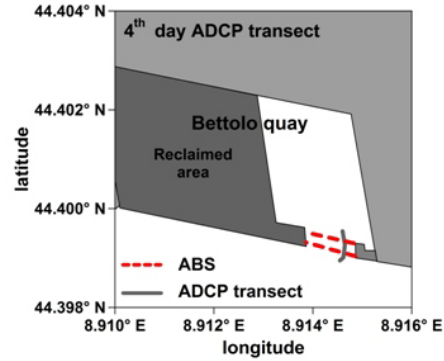 44.404° N
4th day ADCP transect
44.402° N
Bettolo quay
Reclaimed
area
latitude
44.400° N
ABS
ADCP transect
44.398° N
8.910° E 8.912° E 8.914° E 8.916° E
longitude